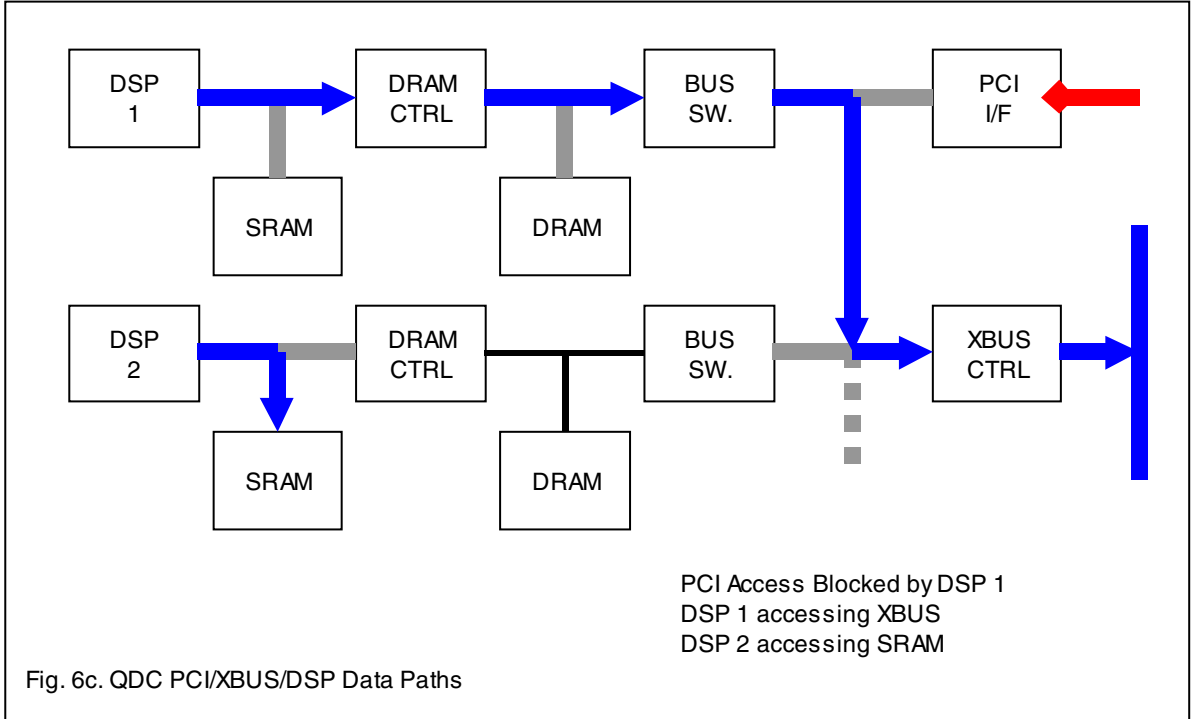 DSP
1
DRAM
CTRL
BUS
SW.
PCI
I/F
SRAM
DRAM
DSP
2
DRAM
CTRL
BUS
SW.
XBUS
CTRL
SRAM
DRAM
PCI Access Blocked by DSP 1
DSP 1 accessing XBUS
DSP 2 accessing SRAM
Fig. 6c. QDC PCI/XBUS/DSP Data Paths